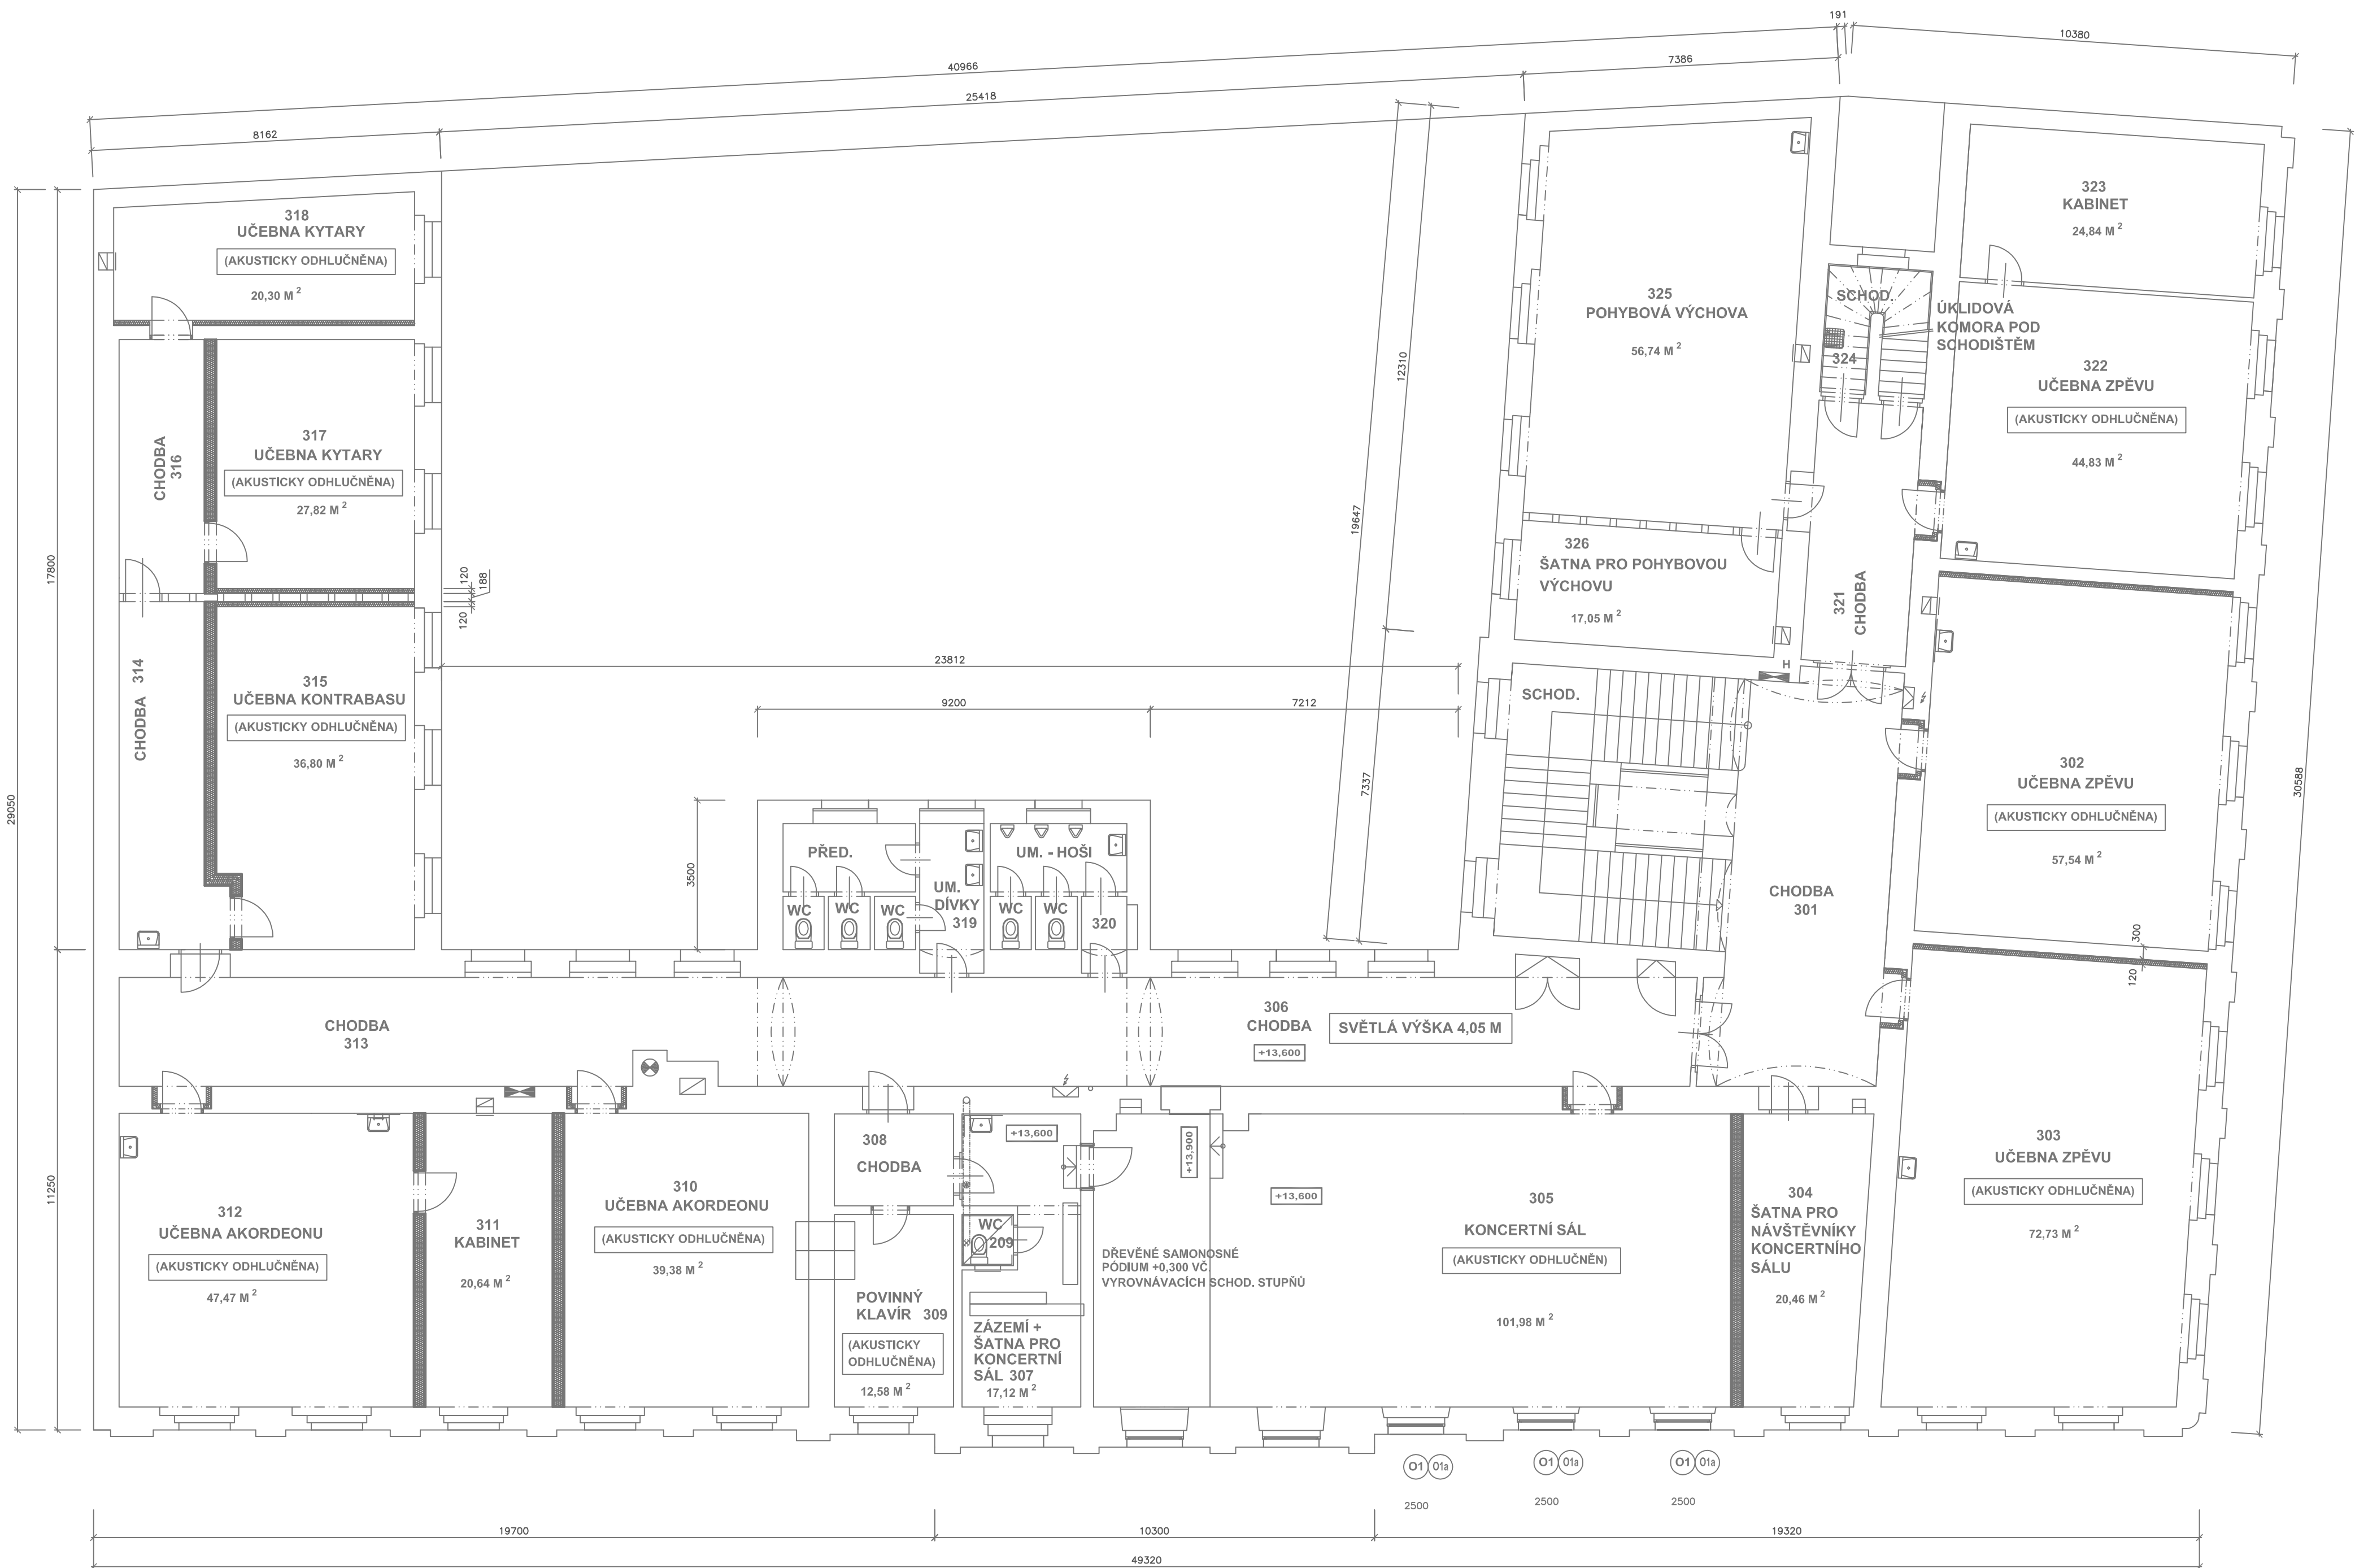 191
10380
40966
7386
25418
8162
318
UČEBNA KYTARY
(AKUSTICKY ODHLUČNĚNA)
20,30 M 2
323
KABINET
24,84 M 2
325
POHYBOVÁ VÝCHOVA
56,74 M 2
SCHOD.
324
ÚKLIDOVÁ
KOMORA POD
SCHODIŠTĚM
322
UČEBNA ZPĚVU
(AKUSTICKY ODHLUČNĚNA)
44,83 M 2
12310
19647
7337
CHODBA
316
317
UČEBNA KYTARY
(AKUSTICKY ODHLUČNĚNA)
27,82 M 2
17800
29050
11250
120
188
120
326
ŠATNA PRO POHYBOVOU
VÝCHOVU
17,05 M 2
321
CHODBA
H
30588
CHODBA 314
315
UČEBNA KONTRABASU
(AKUSTICKY ODHLUČNĚNA)
36,80 M 2
23812
9200
7212
3500
SCHOD.
302
UČEBNA ZPĚVU
(AKUSTICKY ODHLUČNĚNA)
57,54 M 2
PŘED.
UM. - HOŠI
UM.
DÍVKY
319
WC
WC
WC
WC
WC
320
CHODBA
301
300
120
CHODBA
313
306
CHODBA
SVĚTLÁ VÝŠKA 4,05 M
+13,600
312
UČEBNA AKORDEONU
(AKUSTICKY ODHLUČNĚNA)
47,47 M 2
311
KABINET
20,64 M 2
310
UČEBNA AKORDEONU
(AKUSTICKY ODHLUČNĚNA)
39,38 M 2
308
CHODBA
POVINNÝ
KLAVÍR 309
(AKUSTICKY
ODHLUČNĚNA)
12,58 M 2
+13,600
WC
209
ZÁZEMÍ +
ŠATNA PRO
KONCERTNÍ
SÁL 307
17,12 M 2
+13,900
+13,600
DŘEVĚNÉ SAMONOSNÉ
PÓDIUM +0,300 VČ.
VYROVNÁVACÍCH SCHOD. STUPŇŮ
305
KONCERTNÍ SÁL
(AKUSTICKY ODHLUČNĚN)
101,98 M 2
304
ŠATNA PRO
NÁVŠTĚVNÍKY
KONCERTNÍHO
SÁLU
20,46 M 2
303
UČEBNA ZPĚVU
(AKUSTICKY ODHLUČNĚNA)
72,73 M 2
O1 01a
O1 01a
O1 01a
2500
2500
2500
19700
10300
19320
49320